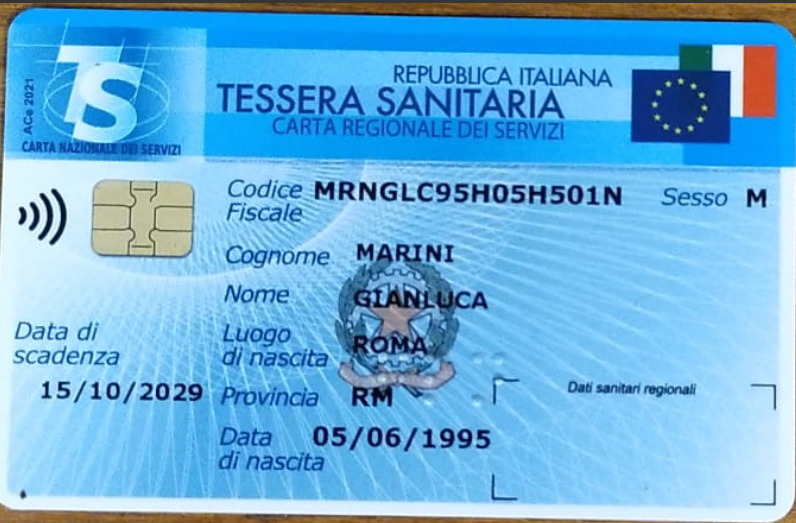 TS
ACe 2021
CARTA NAZIONALE DEI SERVIZI
REPUBBLICA ITALIANA
TESSERA SANITARIA
CARTA REGIONALE DEI SERVIZI
Codice Fiscale MRNGLC95H05H501N Sesso M
Cognome MARINI
Nome GIANLUCA
Luogo di nascita ROMA
Provincia RM
Data di nascita 05/06/1995
Data di scadenza
15/10/2029
Dati sanitari regionali